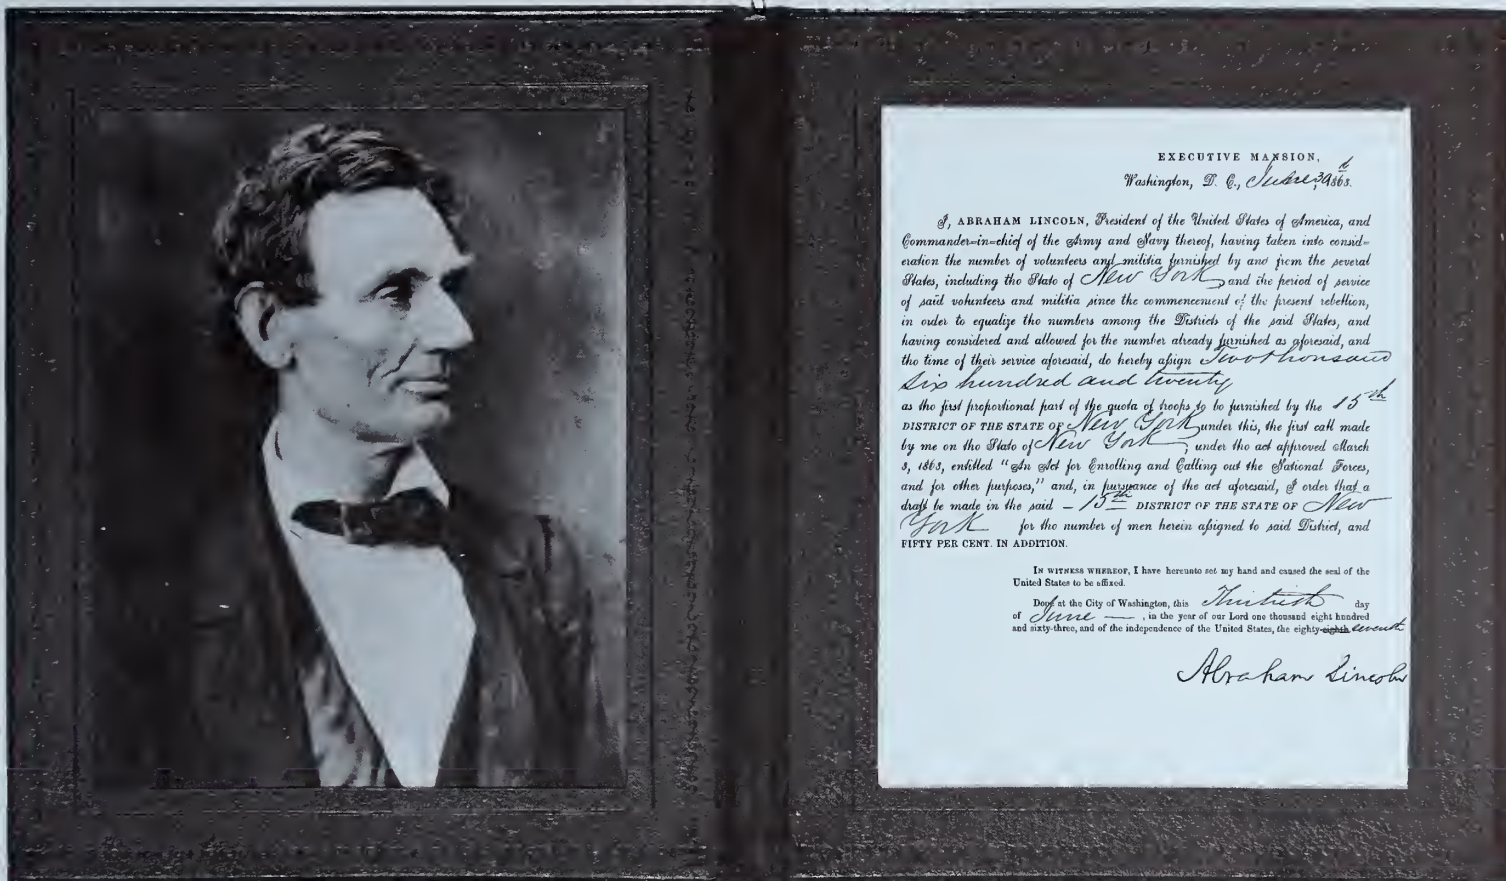 EXECUTIVE MANSION,
Washington, D. C., June 30th 1863.
I, ABRAHAM LINCOLN, President of the United States of America, and
Commander-in-chief of the Army and Navy thereof, having taken into consid-
eration the number of volunteers and militia furnished by and from the several
States, including the State of New York, and the period of service
of said volunteers and militia since the commencement of the present rebellion,
in order to equalize the numbers among the Districts of the said States, and
having considered and allowed for the number already furnished as aforesaid, and
the time of their service aforesaid, do hereby assign Two thousand
six hundred and twenty
as the first proportional part of the quota of troops to be furnished by the 15th
DISTRICT OF THE STATE OF New York under this, the first call made
by me on the State of New York, under the act approved March
3, 1863, entitled "An Act for Enrolling and Calling out the National Forces,
and for other purposes," and, in pursuance of the act aforesaid, I order that a
draft be made in the said - 15th DISTRICT OF THE STATE OF New
York for the number of men herein assigned to said District, and
FIFTY PER CENT. IN ADDITION.
IN WITNESS WHEREOF, I have hereunto set my hand and caused the seal of the
United States to be affixed.
Done at the City of Washington, this Thirtieth day
of June —, in the year of our Lord one thousand eight hundred
and sixty-three, and of the independence of the United States, the eighty-eighth seventh
Abraham Lincoln